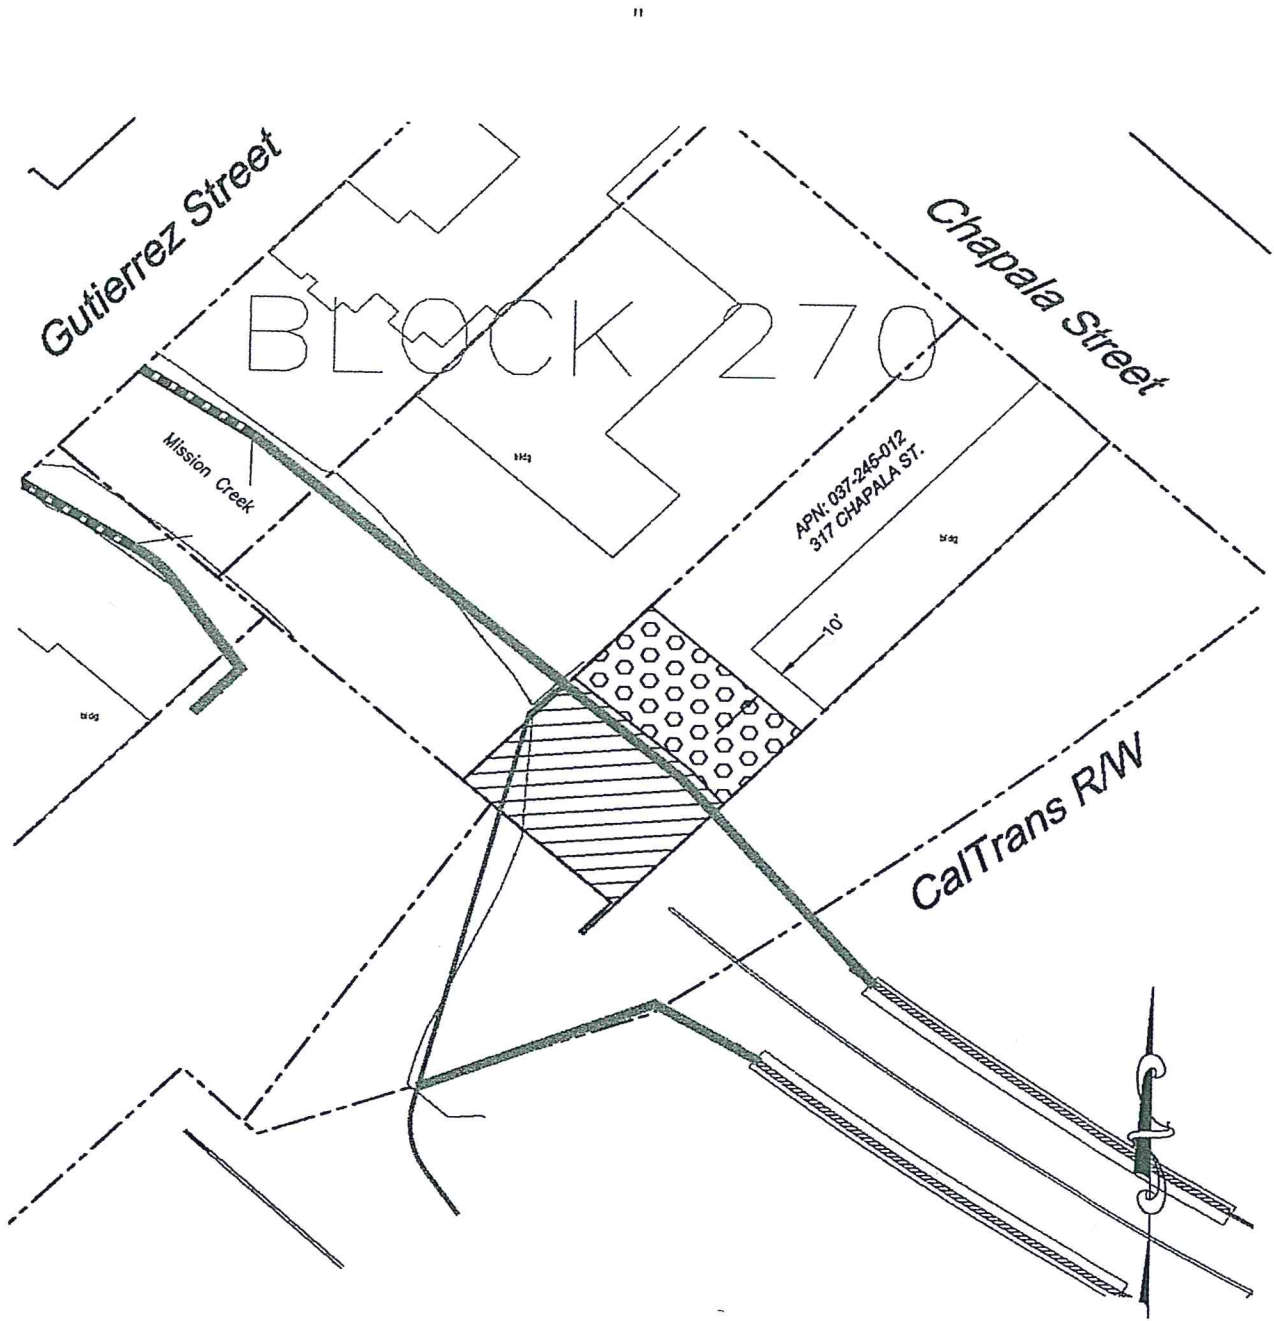 Gutierrez Street
Chapala Street
BLOCK 270
Mission Creek
bldg
APN: 037-245-012
317 CHAPALA ST.
bldg
10'
bldg
CalTrans R/W